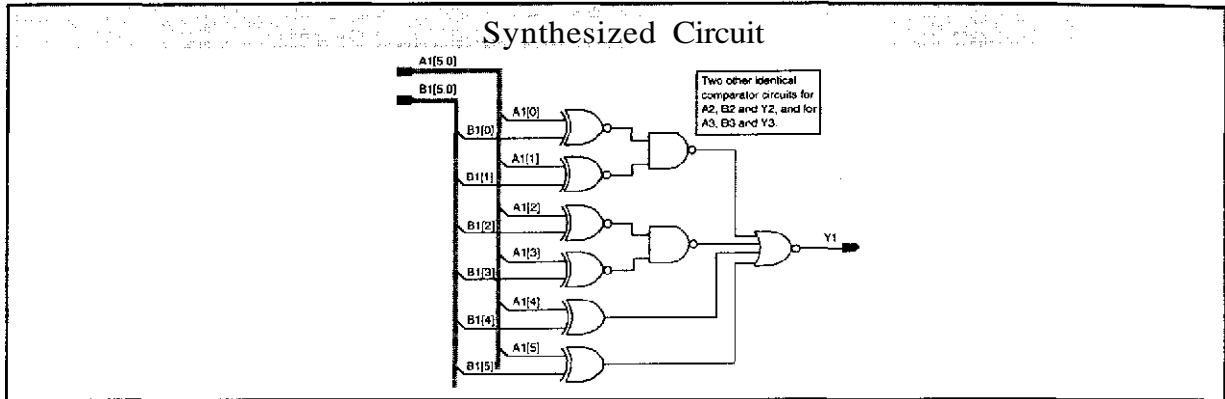 Synthesized Circuit
A1[5:0]
B1[5:0]
Two other identical
comparator circuits for
A2, B2 and Y2, and for
A3, B3 and Y3.
A1[0]
B1[0]
A1[1]
B1[1]
A1[2]
B1[2]
A1[3]
B1[3]
A1[4]
B1[4]
A1[5]
B1[5]
Y1